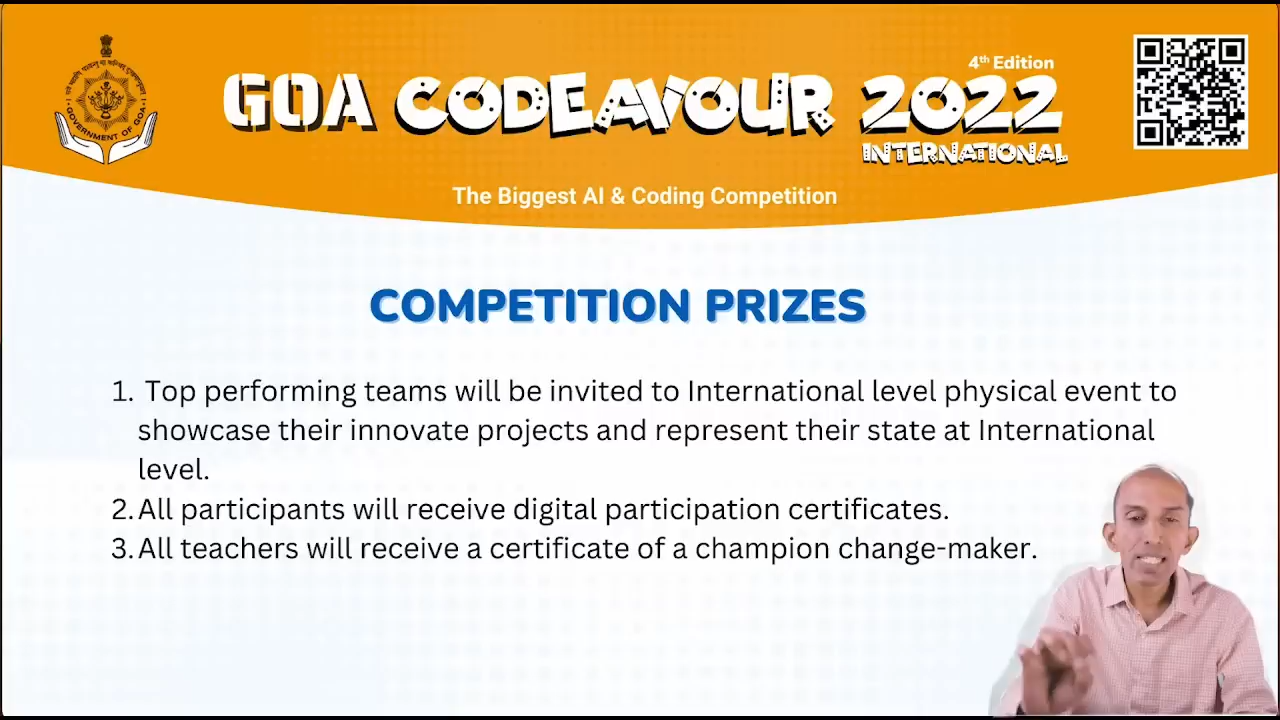 GOVERNMENT OF GOA
4th Edition
GOA CODEAVOUR 2022
INTERNATIONAL
The Biggest AI & Coding Competition
COMPETITION PRIZES
1. Top performing teams will be invited to International level physical event to
showcase their innovate projects and represent their state at International
level.
2. All participants will receive digital participation certificates.
3. All teachers will receive a certificate of a champion change-maker.